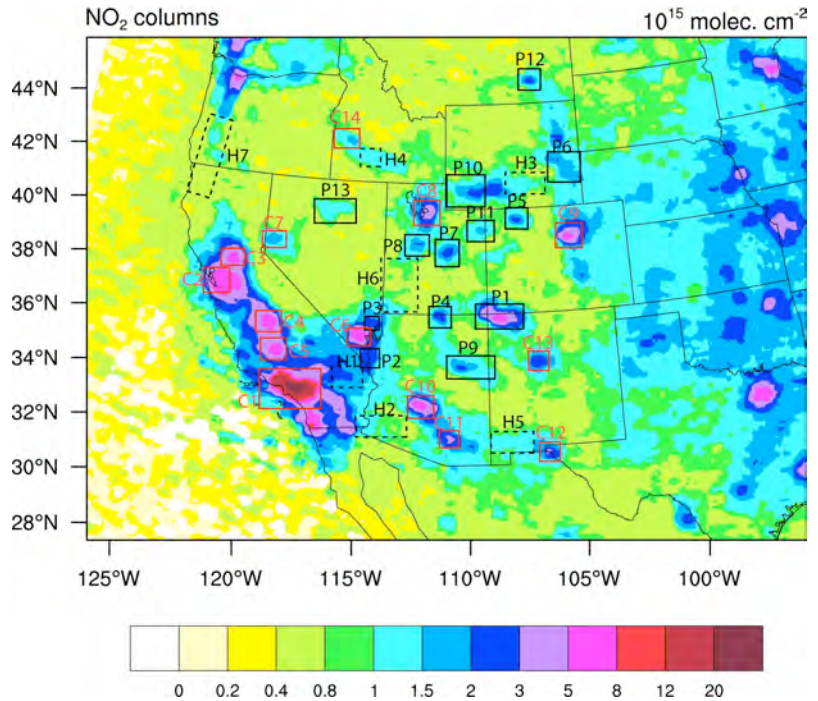 NO₂ columns 10¹⁵ molec. cm⁻²
P12
44°N
C14
42°N
H7
H4
P10
H3
P6
40°N
P13
C8
P5
C9
C7
P11
38°N
P8
P7
C3
C2
H6
36°N
P3
P4
P1
C4
C6
34°N
C5
H1
P2
P9
C13
C1
C10
32°N
H2
C11
H5
C12
30°N
28°N
125°W 120°W 115°W 110°W 105°W 100°W
0 0.2 0.4 0.8 1 1.5 2 3 5 8 12 20